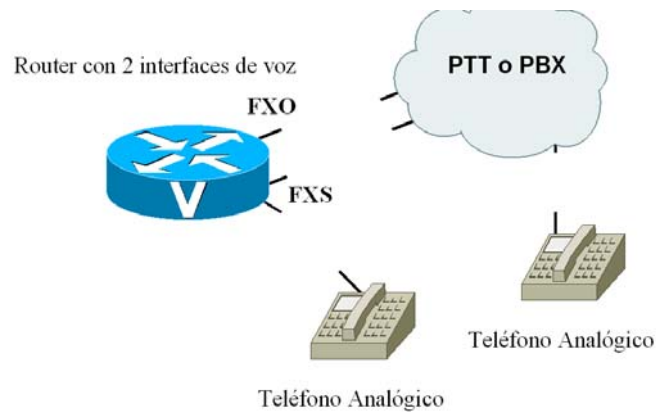 PTT o PBX
Router con 2 interfaces de voz
FXO
V
FXS
Teléfono Analógico
Teléfono Analógico